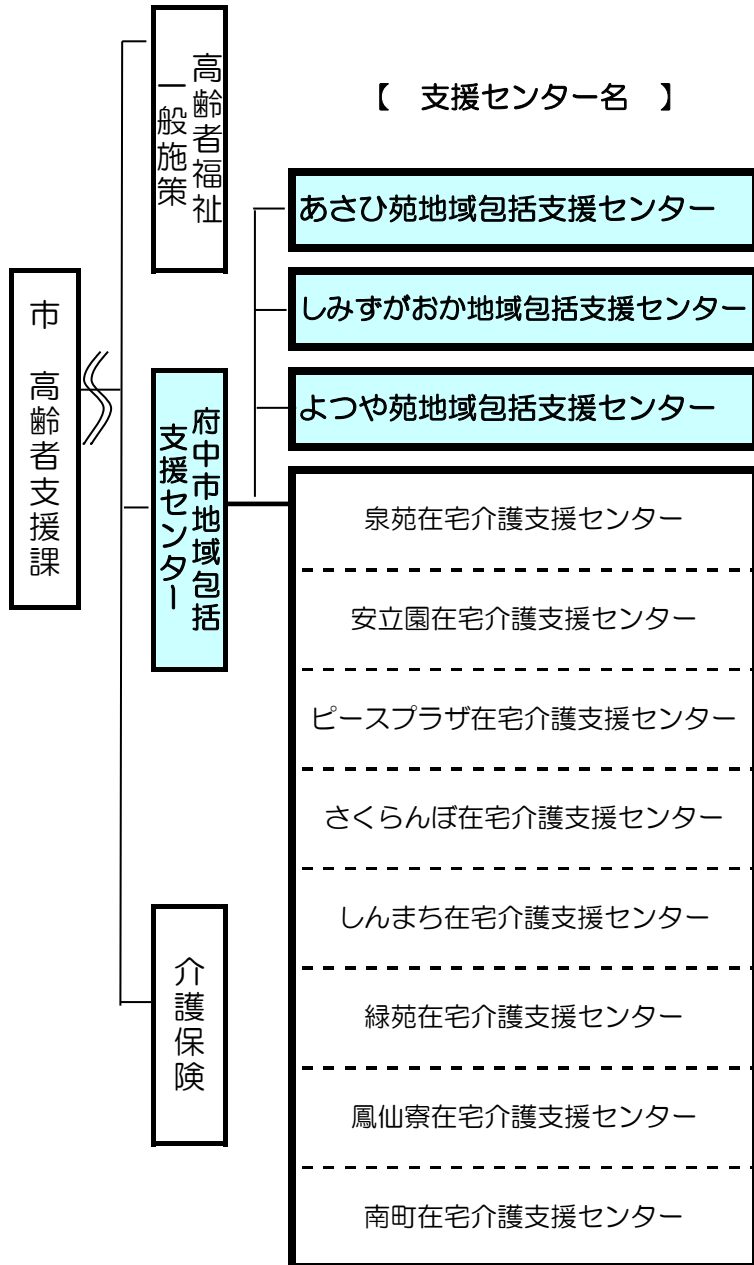 市　高齢者支援課
高齢者福祉
一般施策
府中市地域包括
支援センター
介護保険
【　支援センター名　】
あさひ苑地域包括支援センター
しみずがおか地域包括支援センター
よつや苑地域包括支援センター
泉苑在宅介護支援センター
安立園在宅介護支援センター
ピースプラザ在宅介護支援センター
さくらんぼ在宅介護支援センター
しんまち在宅介護支援センター
緑苑在宅介護支援センター
鳳仙寮在宅介護支援センター
南町在宅介護支援センター